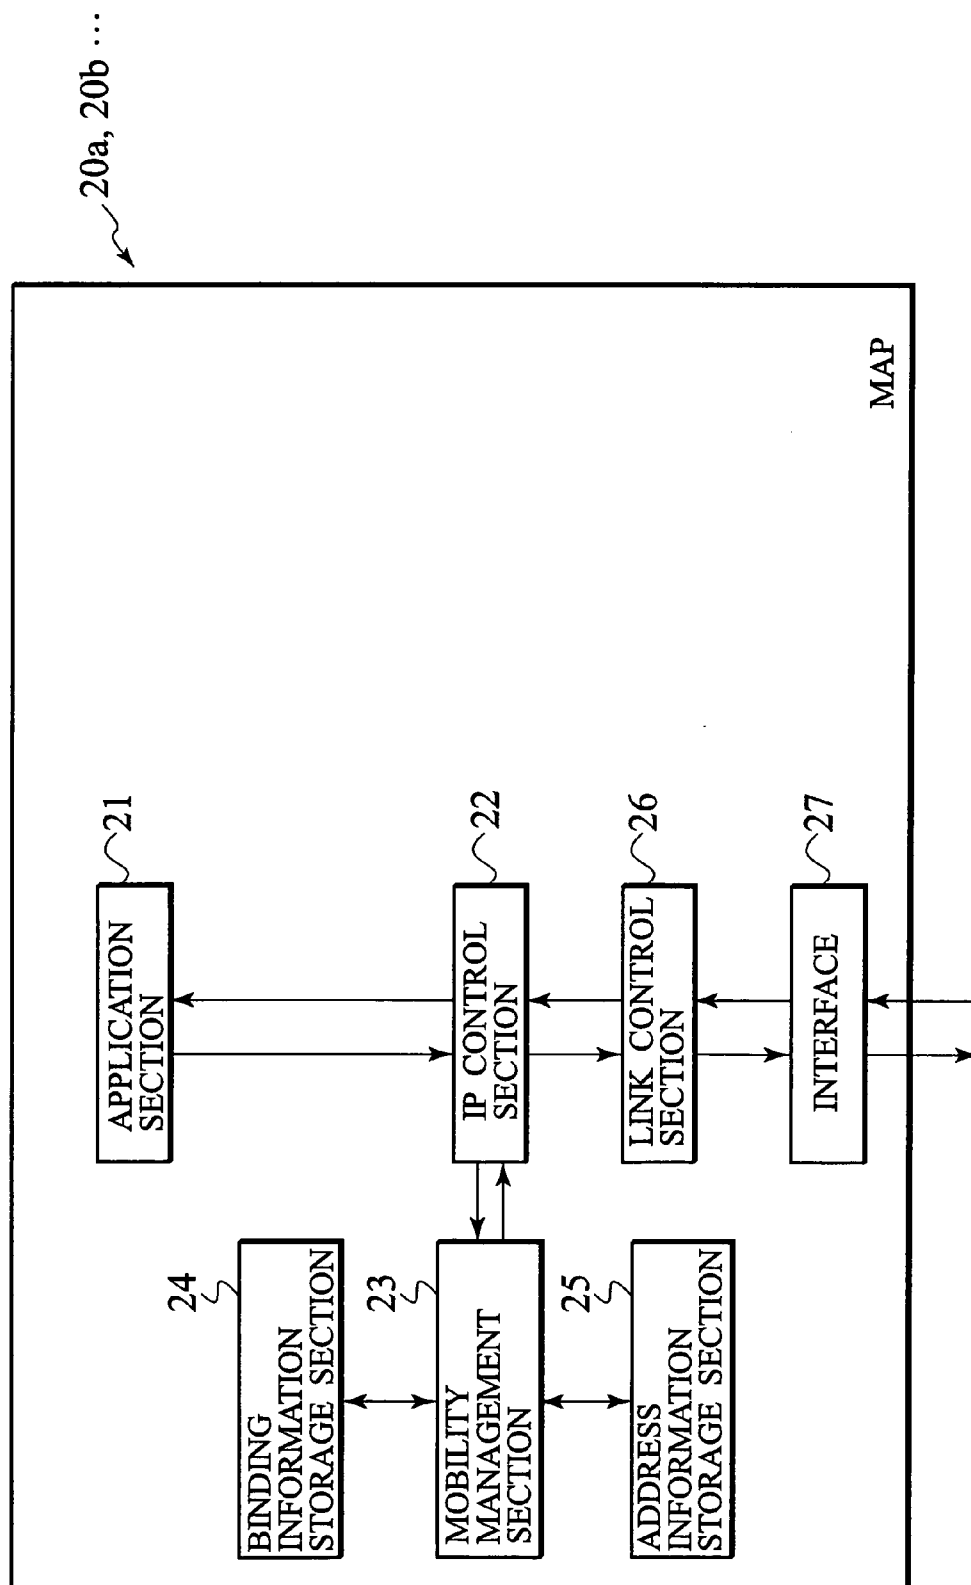 20a, 20b ...
21
APPLICATION
SECTION
24
BINDING
INFORMATION
STORAGE SECTION
22
IP CONTROL
SECTION
23
MOBILITY
MANAGEMENT
SECTION
26
LINK CONTROL
SECTION
25
ADDRESS
INFORMATION
STORAGE SECTION
27
INTERFACE
MAP